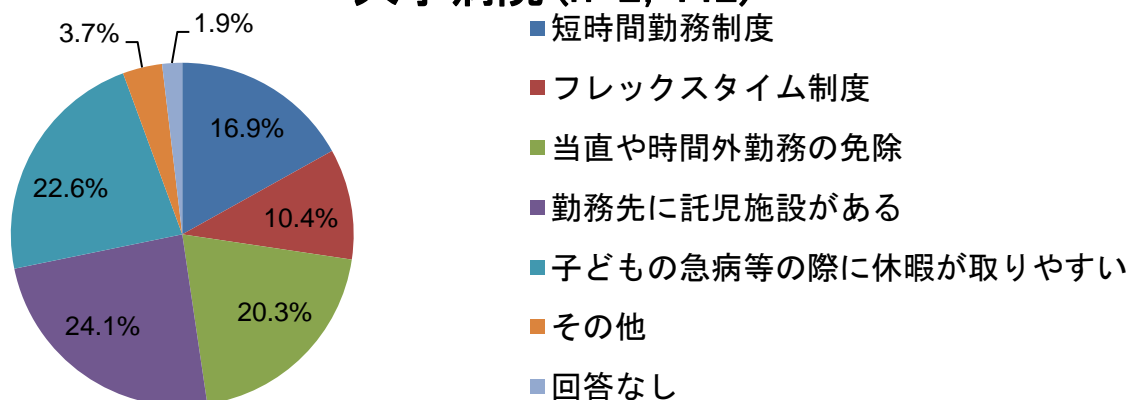 3.7%
1.9%
16.9%
10.4%
20.3%
24.1%
22.6%
短時間勤務制度
フレックスタイム制度
当直や時間外勤務の免除
勤務先に託児施設がある
子どもの急病等の際に休暇が取りやすい
その他
回答なし